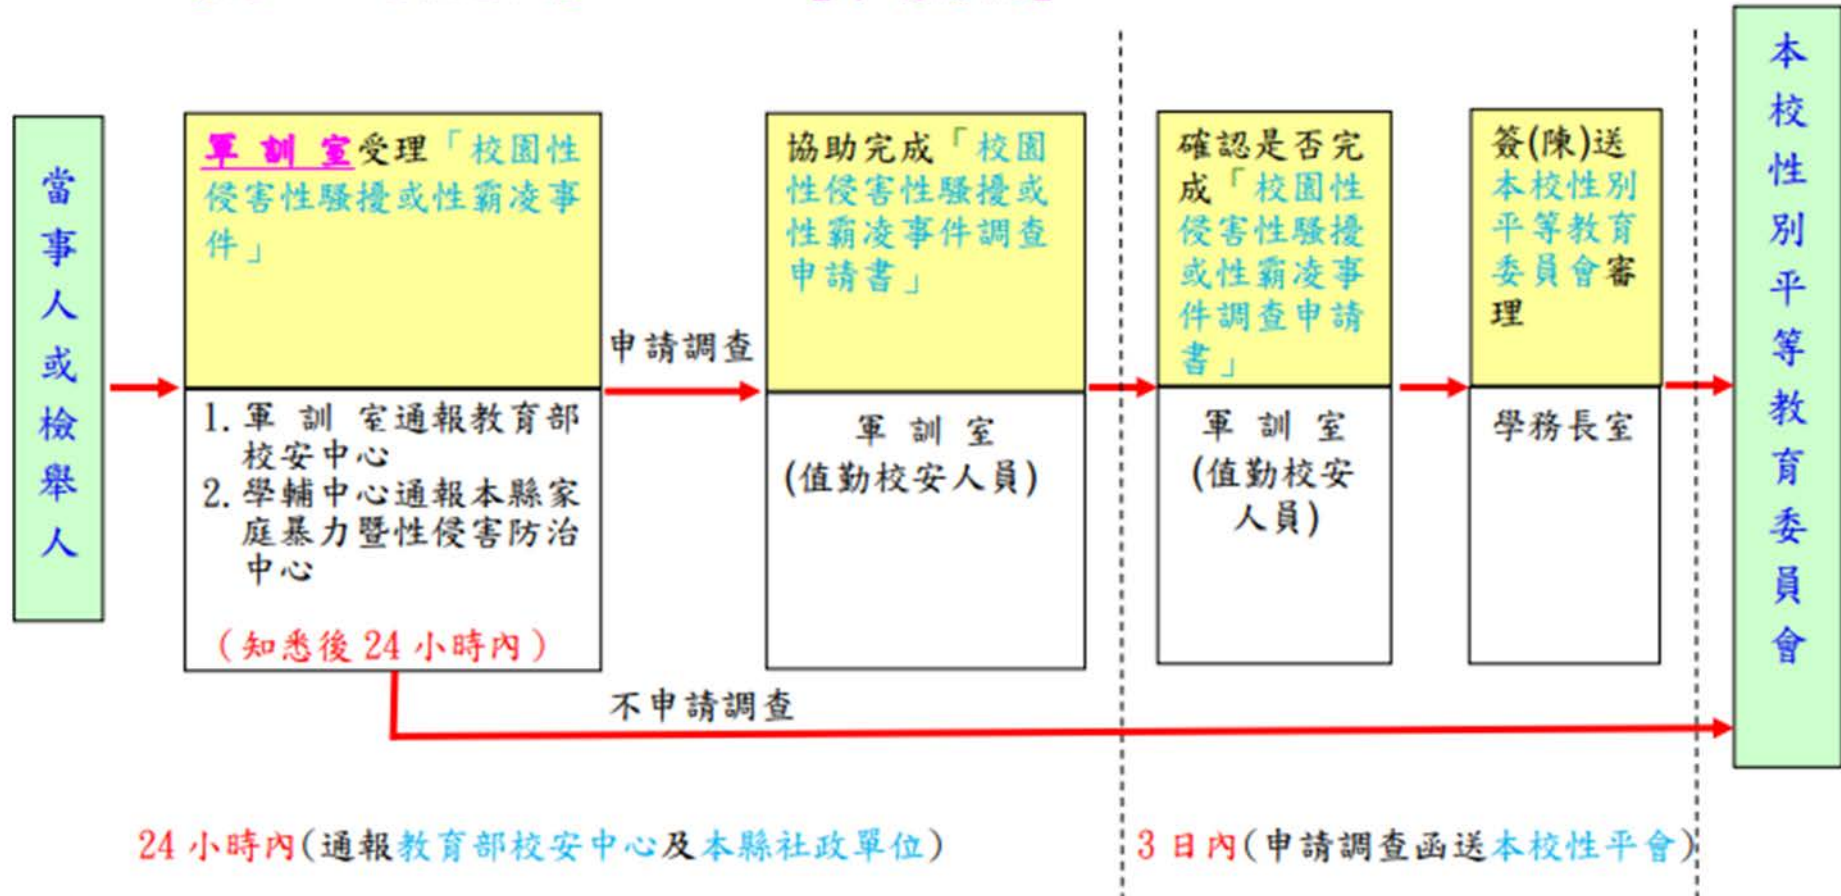 當事人或檢舉人
軍訓室受理「校園性
侵害性騷擾或性霸凌事
件」
1. 軍訓室通報教育部
校安中心
2. 學輔中心通報本縣家
庭暴力暨性侵害防治
中心
(知悉後24小時內)
申請調查
協助完成「校園
性侵害性騷擾或
性霸凌事件調查
申請書」
軍訓室
(值勤校安人員)
確認是否完
成「校園性
侵害性騷擾
或性霸凌事
件調查申請
書」
軍訓室
(值勤校安
人員)
簽(陳)送
本校性別
平等教育
委員會審
理
學務長室
本校性別平等教育委員會
不申請調查
24小時內(通報教育部校安中心及本縣社政單位)
3日內(申請調查函送本校性平會)